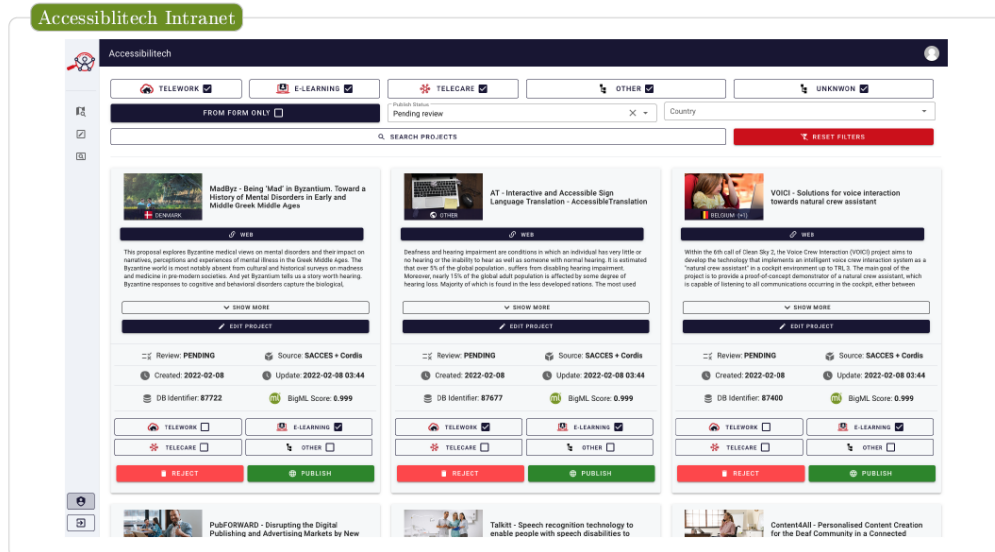 Accessiblitech Intranet
Accessibilitech
TELEWORK
E-LEARNING
TELECARE
OTHER
UNKNWON
FROM FORM ONLY
Publish Status
Pending review
Country
SEARCH PROJECTS
RESET FILTERS
DENMARK
MadByz - Being 'Mad' in Byzantium. Toward a
History of Mental Disorders in Early and
Middle Greek Middle Ages
WEB
This proposal explores Byzantine medical views on mental disorders and their impact on
narratives, perceptions and experiences of mental illness in the Greek Middle Ages. The
Byzantine world is most notably absent from cultural and historical surveys on madness
and medicine in pre-modern societies. And yet Byzantium tells us a story worth hearing.
Byzantine responses to cognitive and behavioral disorders capture the biological,
SHOW MORE
EDIT PROJECT
Review: PENDING
Source: SACCES + Cordis
Created: 2022-02-08
Update: 2022-02-08 03:44
DB Identifier: 87722
BigML Score: 0.999
TELEWORK
E-LEARNING
TELECARE
OTHER
REJECT
PUBLISH
OTHER
AT - Interactive and Accessible Sign
Language Translation - AccessibleTranslation
WEB
Deafness and hearing impairment are conditions in which an individual has very little or
no hearing or the inability to hear as well as someone with normal hearing. It is estimated
that over 5% of the global population , suffers from disabling hearing impairment.
Moreover, nearly 15% of the global adult population is affected by some degree of
hearing loss. Majority of which is found in the less developed nations. The most used
SHOW MORE
EDIT PROJECT
Review: PENDING
Source: SACCES + Cordis
Created: 2022-02-08
Update: 2022-02-08 03:44
DB Identifier: 87677
BigML Score: 0.999
TELEWORK
E-LEARNING
TELECARE
OTHER
REJECT
PUBLISH
BELGIUM (+1)
VOICI - Solutions for voice interaction
towards natural crew assistant
WEB
Within the 6th call of Clean Sky 2, the Voice Crew Interaction (VOICI) project aims to
develop the technology that implements an intelligent voice crew interaction system as a
"natural crew assistant" in a cockpit environment up to TRL 3. The main goal of the
project is to provide a proof-of-concept demonstrator of a natural crew assistant, which
is capable of listening to all communications occurring in the cockpit, either between
SHOW MORE
EDIT PROJECT
Review: PENDING
Source: SACCES + Cordis
Created: 2022-02-08
Update: 2022-02-08 03:44
DB Identifier: 87400
BigML Score: 0.999
TELEWORK
E-LEARNING
TELECARE
OTHER
REJECT
PUBLISH
PubFORWARD - Disrupting the Digital
Publishing and Advertising Markets by New
Talkitt - Speech recognition technology to
enable people with speech disabilities to
Content4All - Personalised Content Creation
for the Deaf Community in a Connected